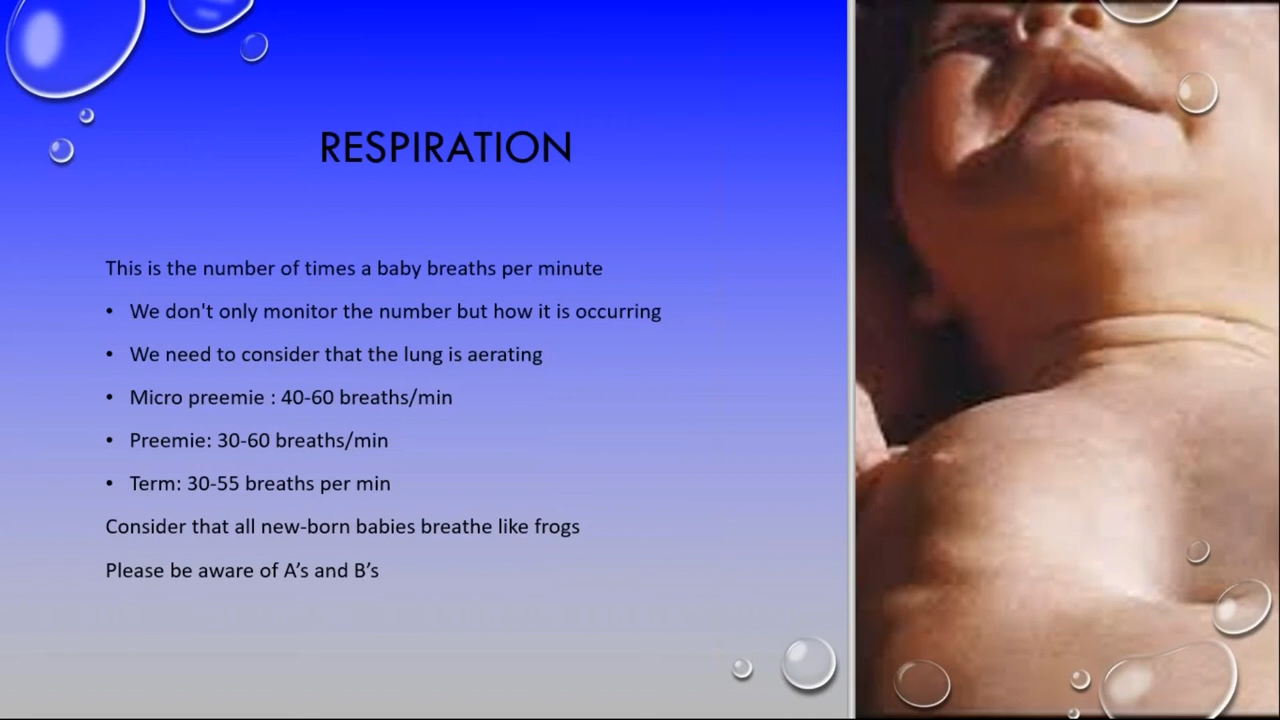 RESPIRATION
This is the number of times a baby breaths per minute
• We don't only monitor the number but how it is occurring
• We need to consider that the lung is aerating
• Micro preemie : 40-60 breaths/min
• Preemie: 30-60 breaths/min
• Term: 30-55 breaths per min
Consider that all new-born babies breathe like frogs
Please be aware of A’s and B’s